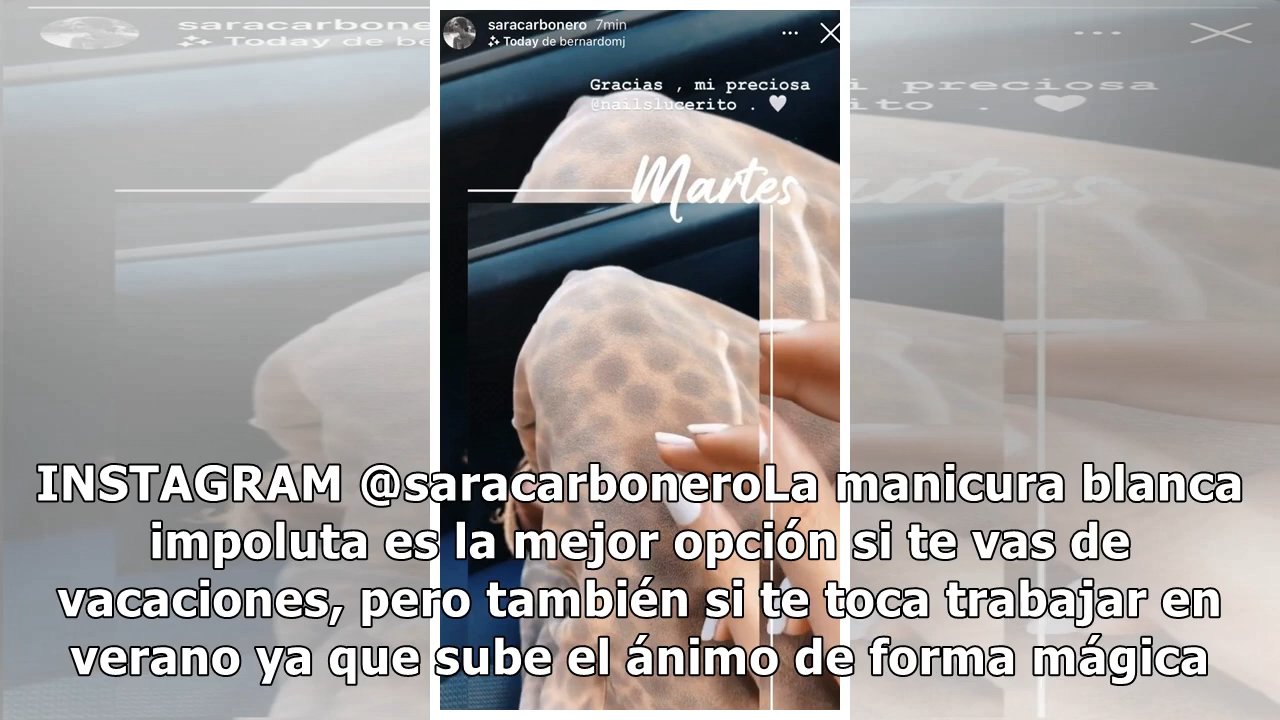 saracarbonero 7min
Today de bernardomj
Gracias , mi preciosa
@nailslucerito .
Martes
INSTAGRAM @saracarboneroLa manicura blanca
impoluta es la mejor opción si te vas de
vacaciones, pero también si te toca trabajar en
verano ya que sube el ánimo de forma mágica